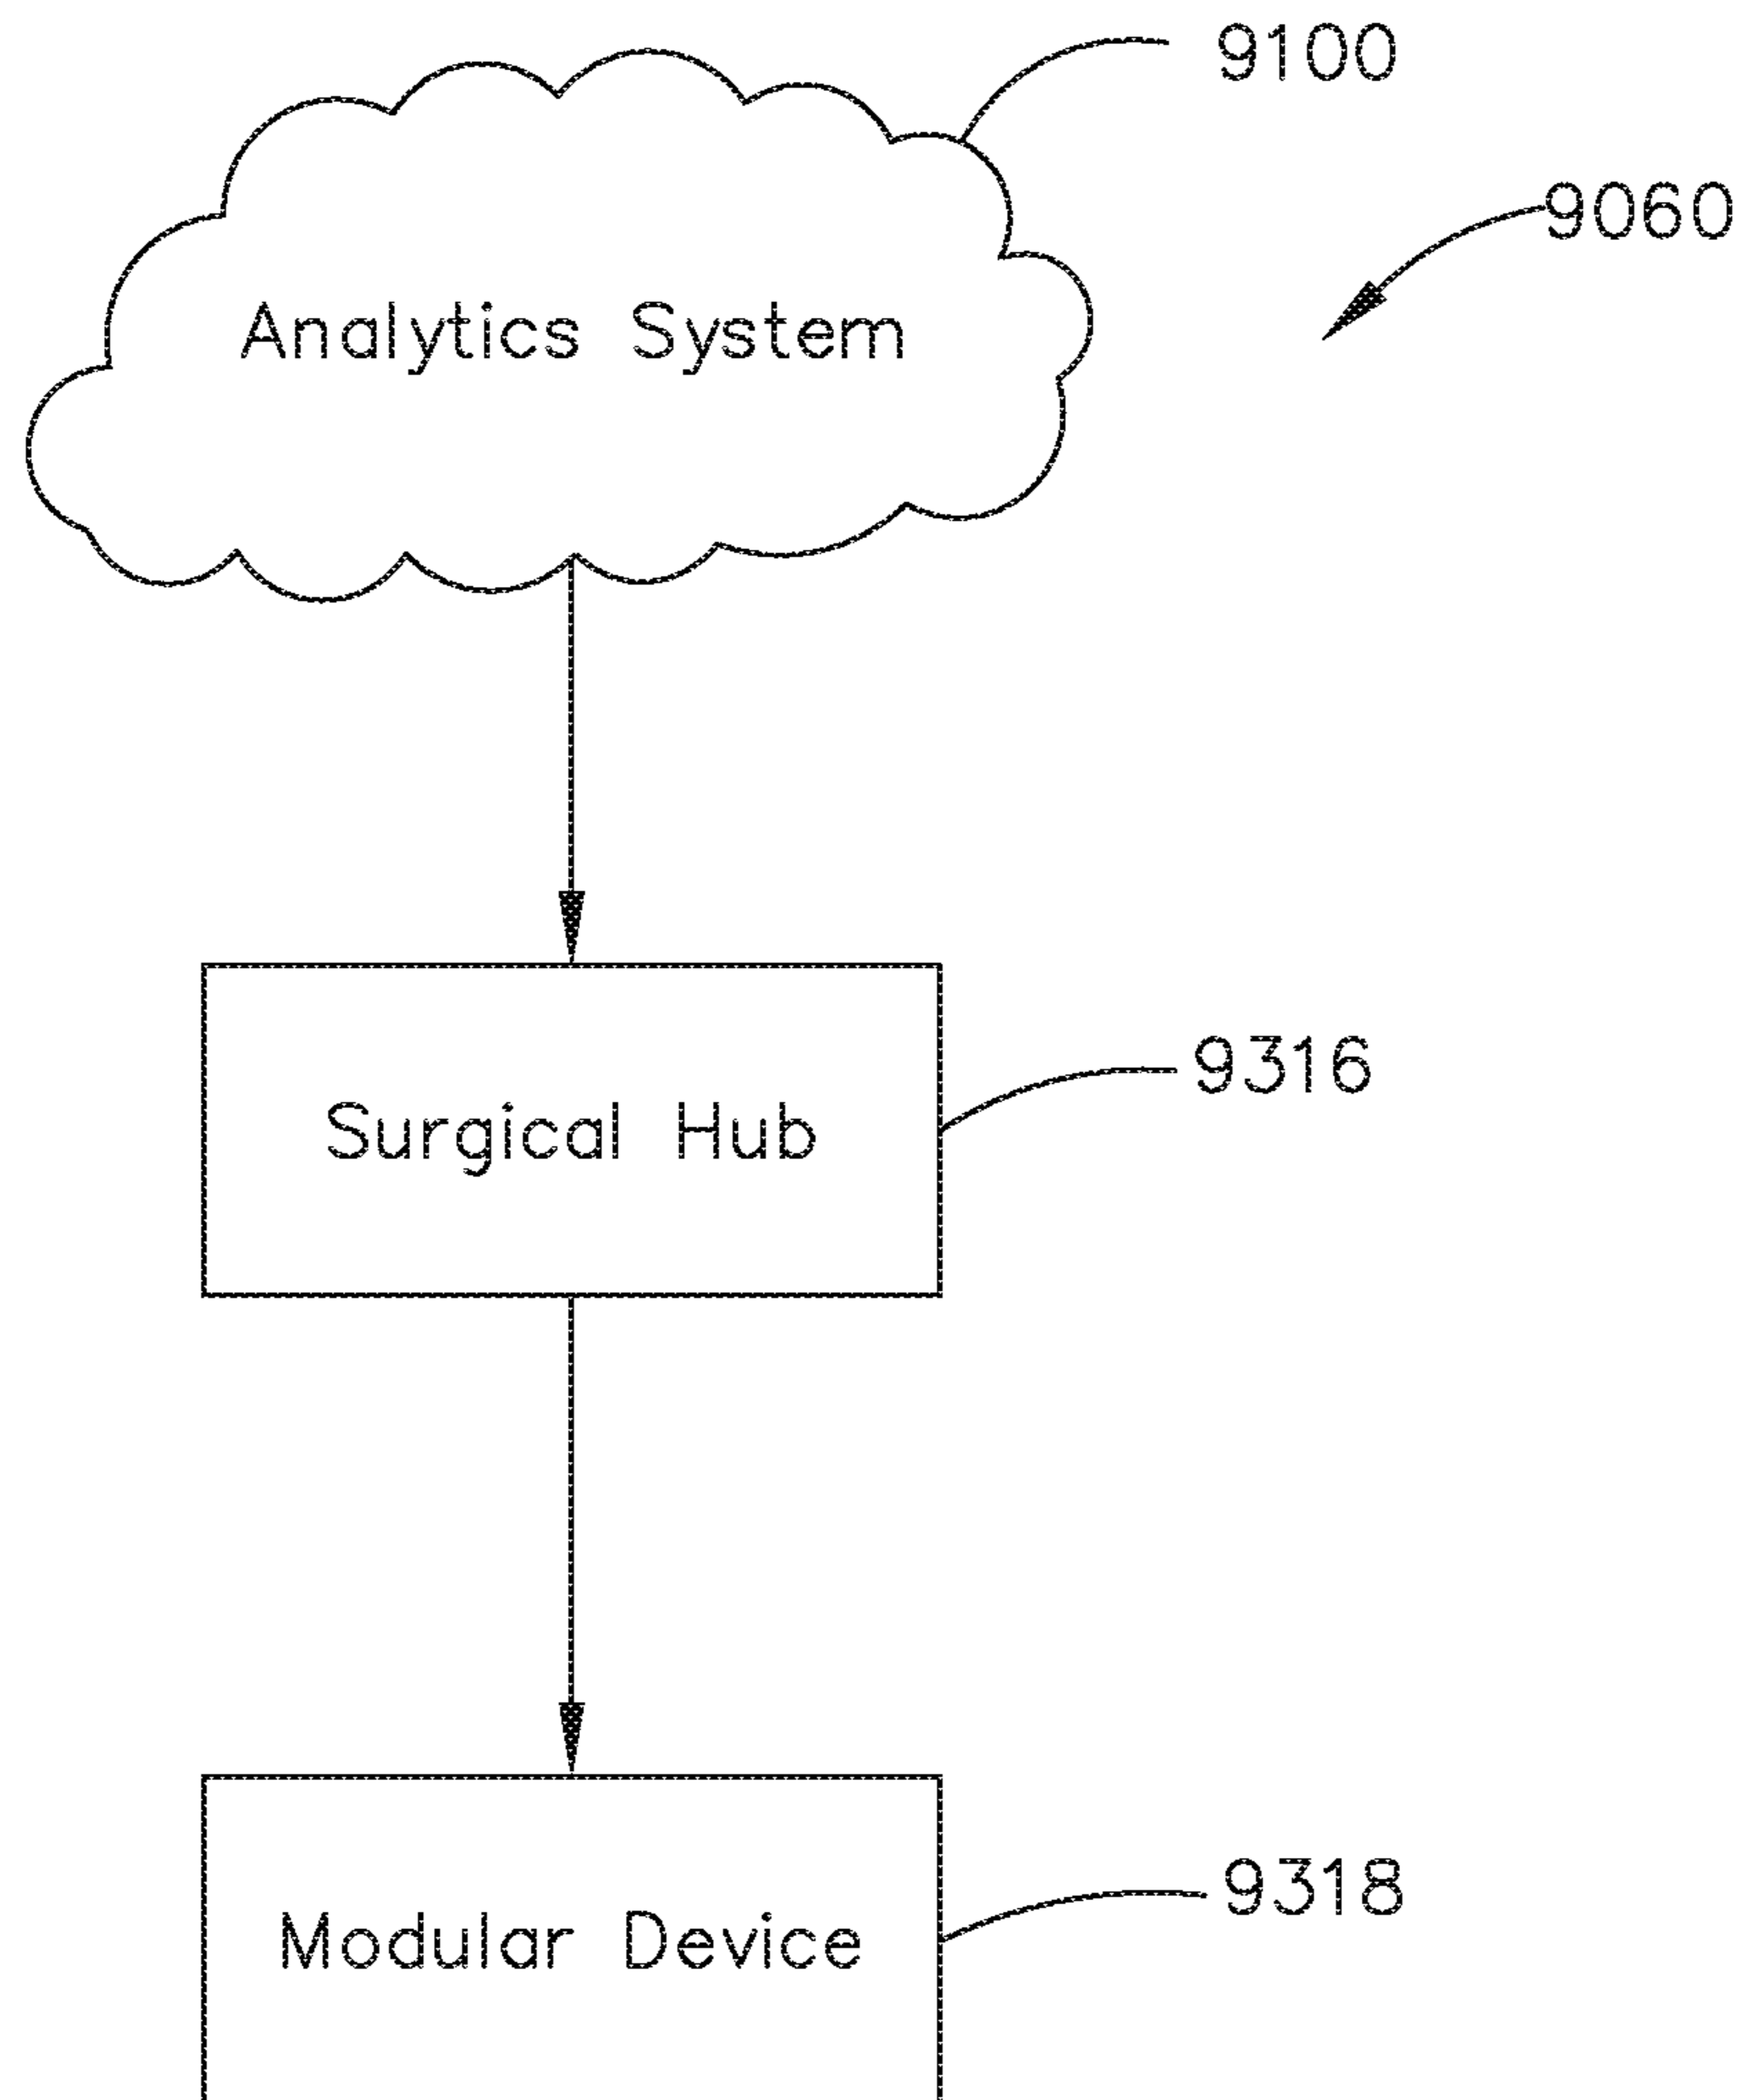 9100
9060
Analytics System
Surgical Hub
9316
Modular Device
9318